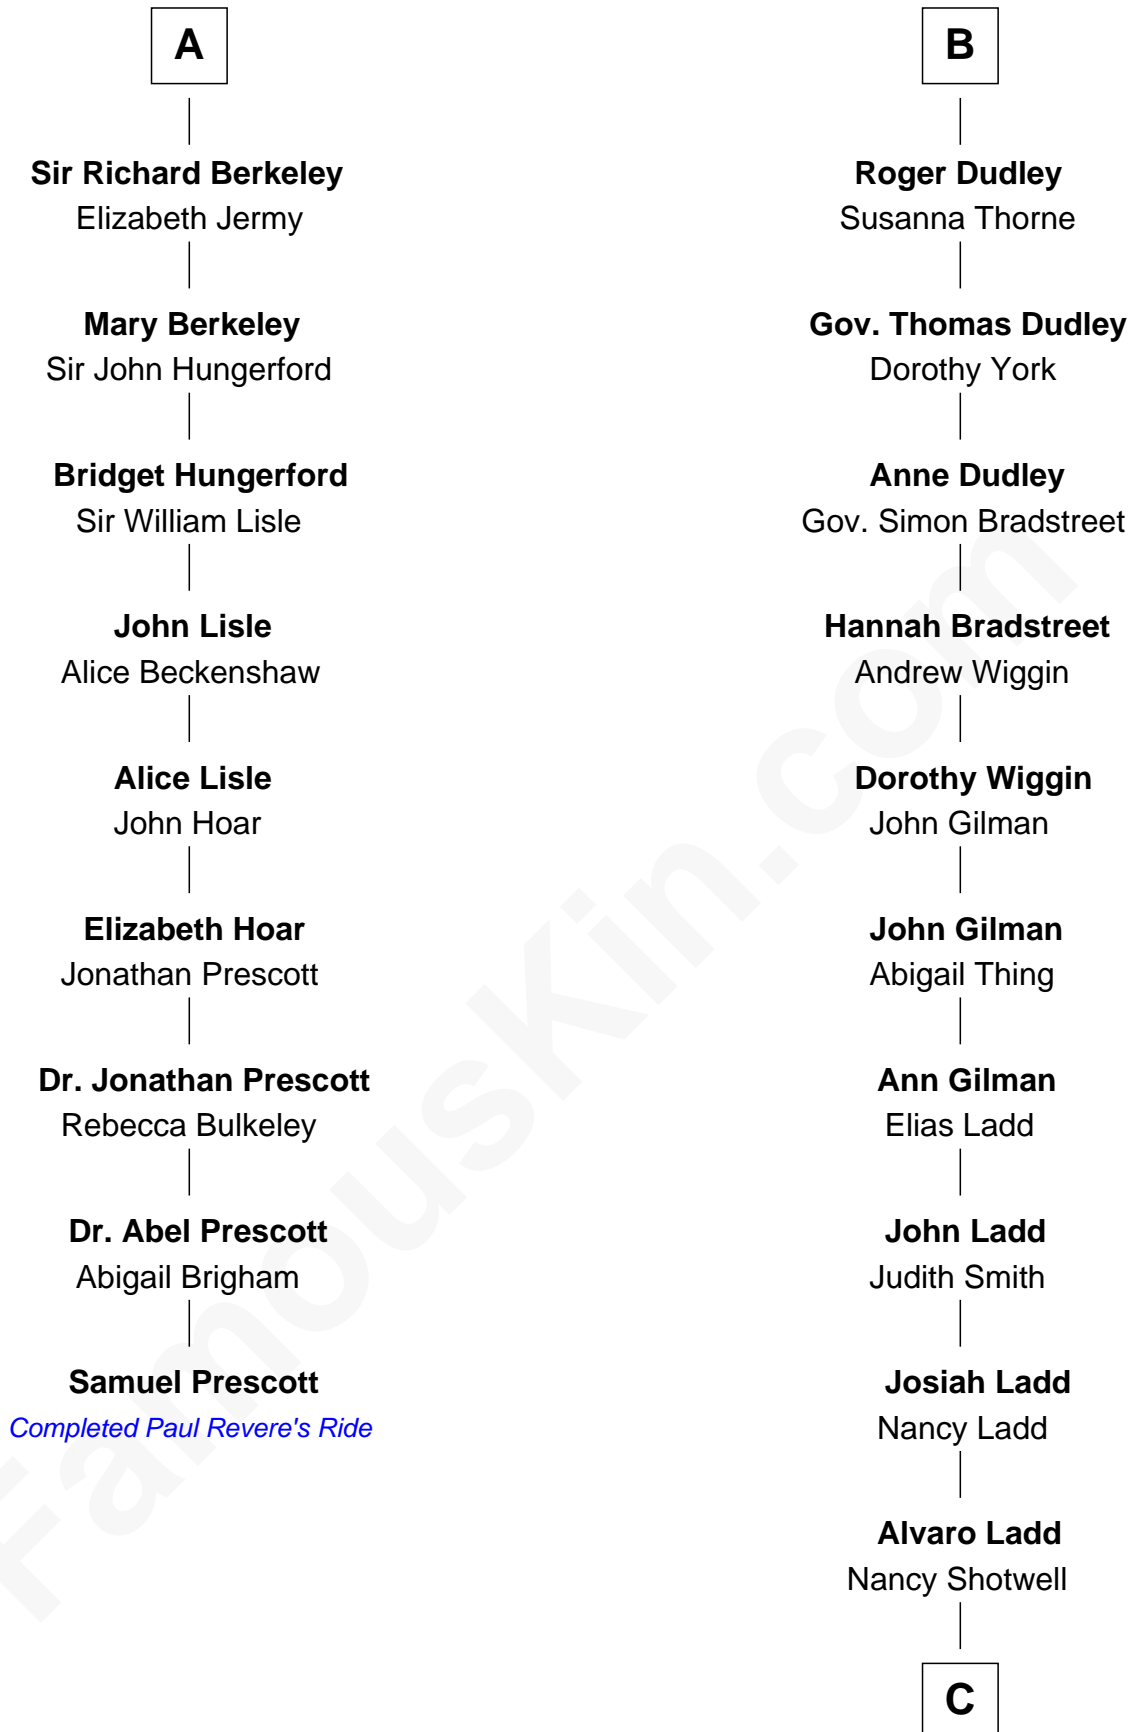 A
Sir Richard Berkeley
Elizabeth Jermy
Mary Berkeley
Sir John Hungerford
Bridget Hungerford
Sir William Lisle
John Lisle
Alice Beckenshaw
Alice Lisle
John Hoar
Elizabeth Hoar
Jonathan Prescott
Dr. Jonathan Prescott
Rebecca Bulkeley
Dr. Abel Prescott
Abigail Brigham
Samuel Prescott
Completed Paul Revere's Ride
B
Roger Dudley
Susanna Thorne
Gov. Thomas Dudley
Dorothy York
Anne Dudley
Gov. Simon Bradstreet
Hannah Bradstreet
Andrew Wiggin
Dorothy Wiggin
John Gilman
John Gilman
Abigail Thing
Ann Gilman
Elias Ladd
John Ladd
Judith Smith
Josiah Ladd
Nancy Ladd
Alvaro Ladd
Nancy Shotwell
C
FamousKin.com